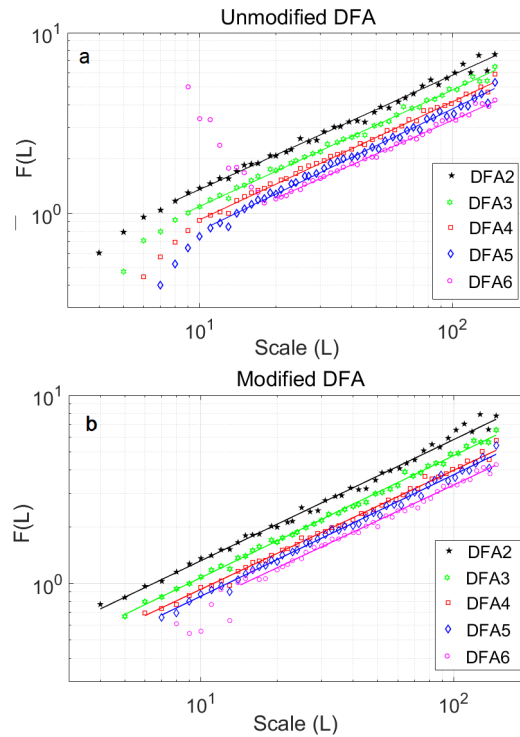 Unmodified DFA
a
10^1
F(L)
10^0
DFA2
DFA3
DFA4
DFA5
DFA6
10^1
10^2
Scale (L)
Modified DFA
b
10^1
F(L)
10^0
DFA2
DFA3
DFA4
DFA5
DFA6
10^1
10^2
Scale (L)